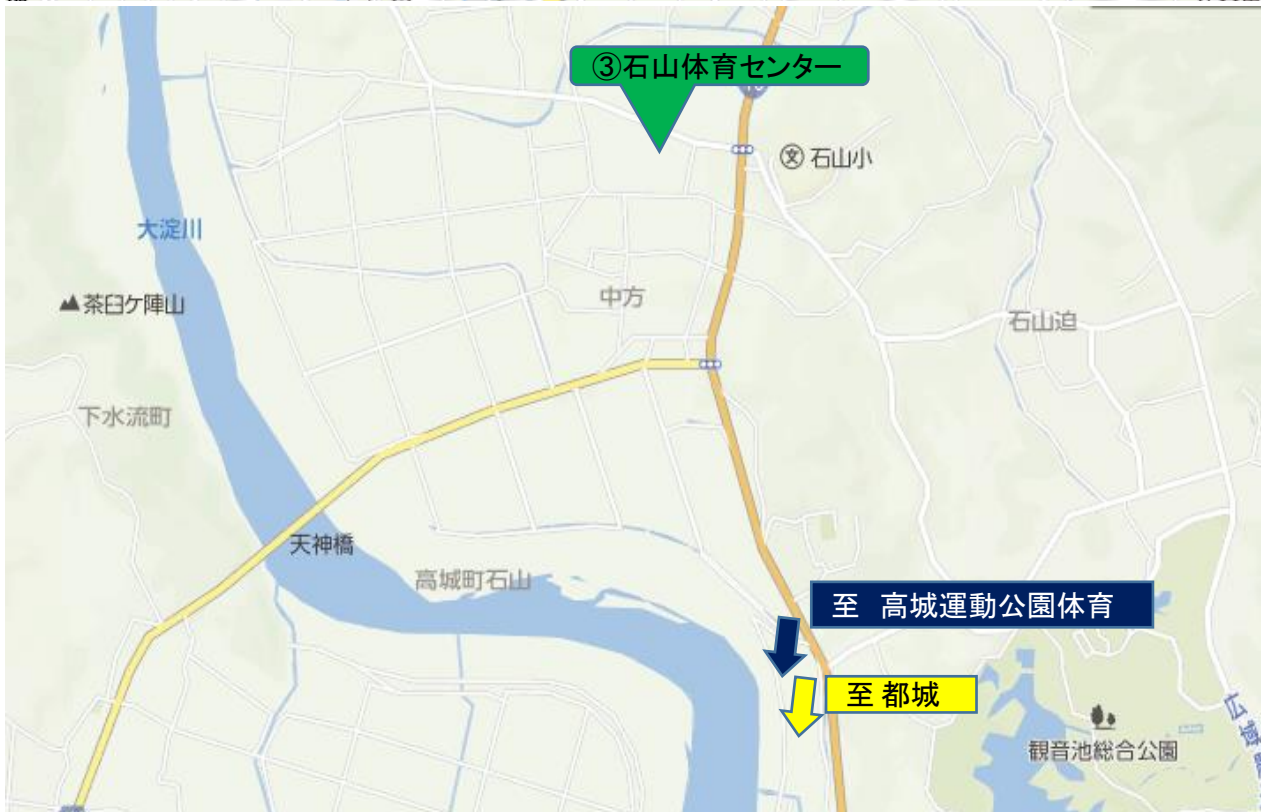 ③石山体育センター
石山小
大淀川
茶臼ケ陣山
中方
石山迫
下水流町
天神橋
高城町石山
至 高城運動公園体育
至 都城
観音池総合公園